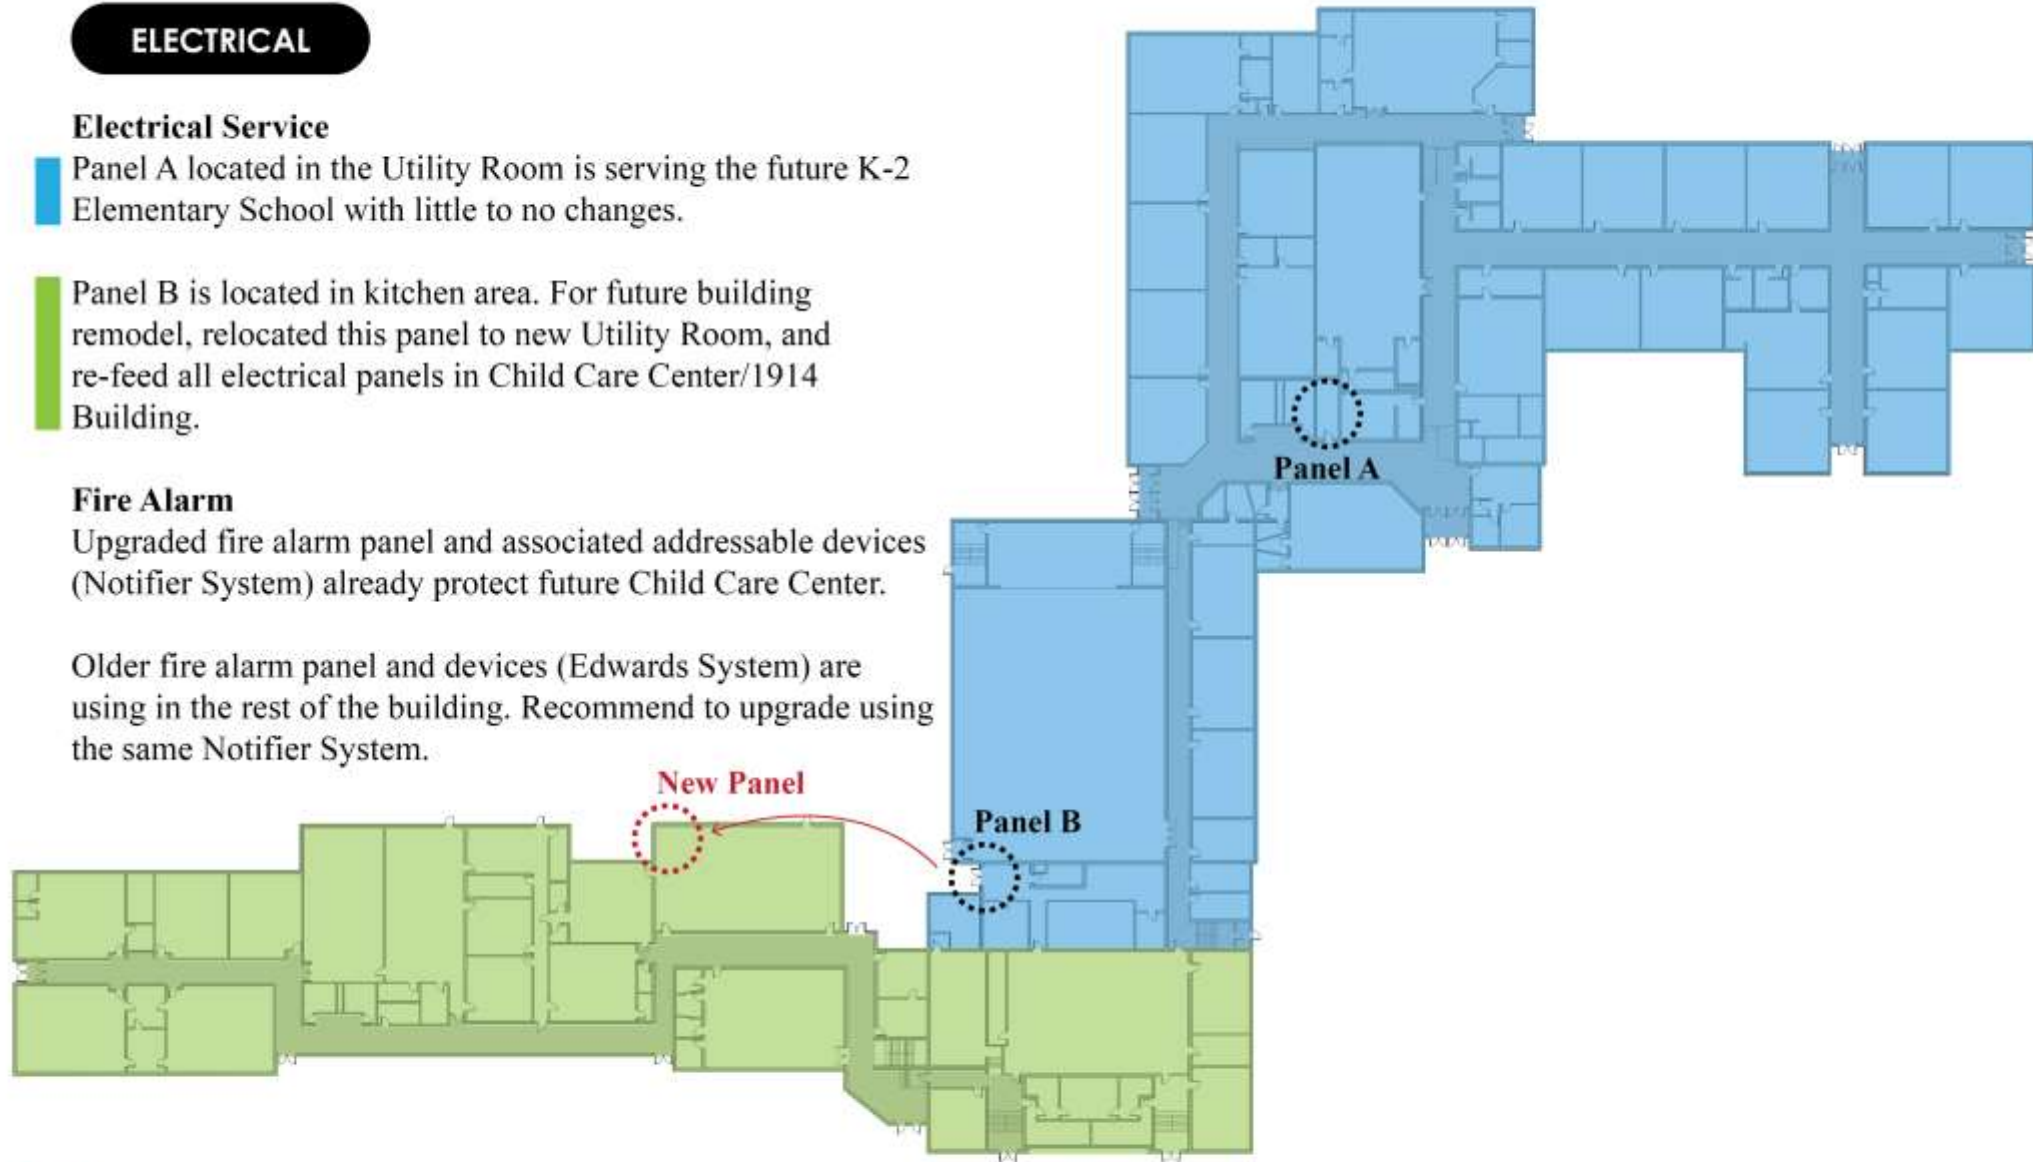 ELECTRICAL
Electrical Service
Panel A located in the Utility Room is serving the future K-2
Elementary School with little to no changes.
Panel B is located in kitchen area. For future building
remodel, relocated this panel to new Utility Room, and
re-feed all electrical panels in Child Care Center/1914
Building.
Fire Alarm
Upgraded fire alarm panel and associated addressable devices
(Notifier System) already protect future Child Care Center.
Older fire alarm panel and devices (Edwards System) are
using in the rest of the building. Recommend to upgrade using
the same Notifier System.
Panel A
New Panel
Panel B